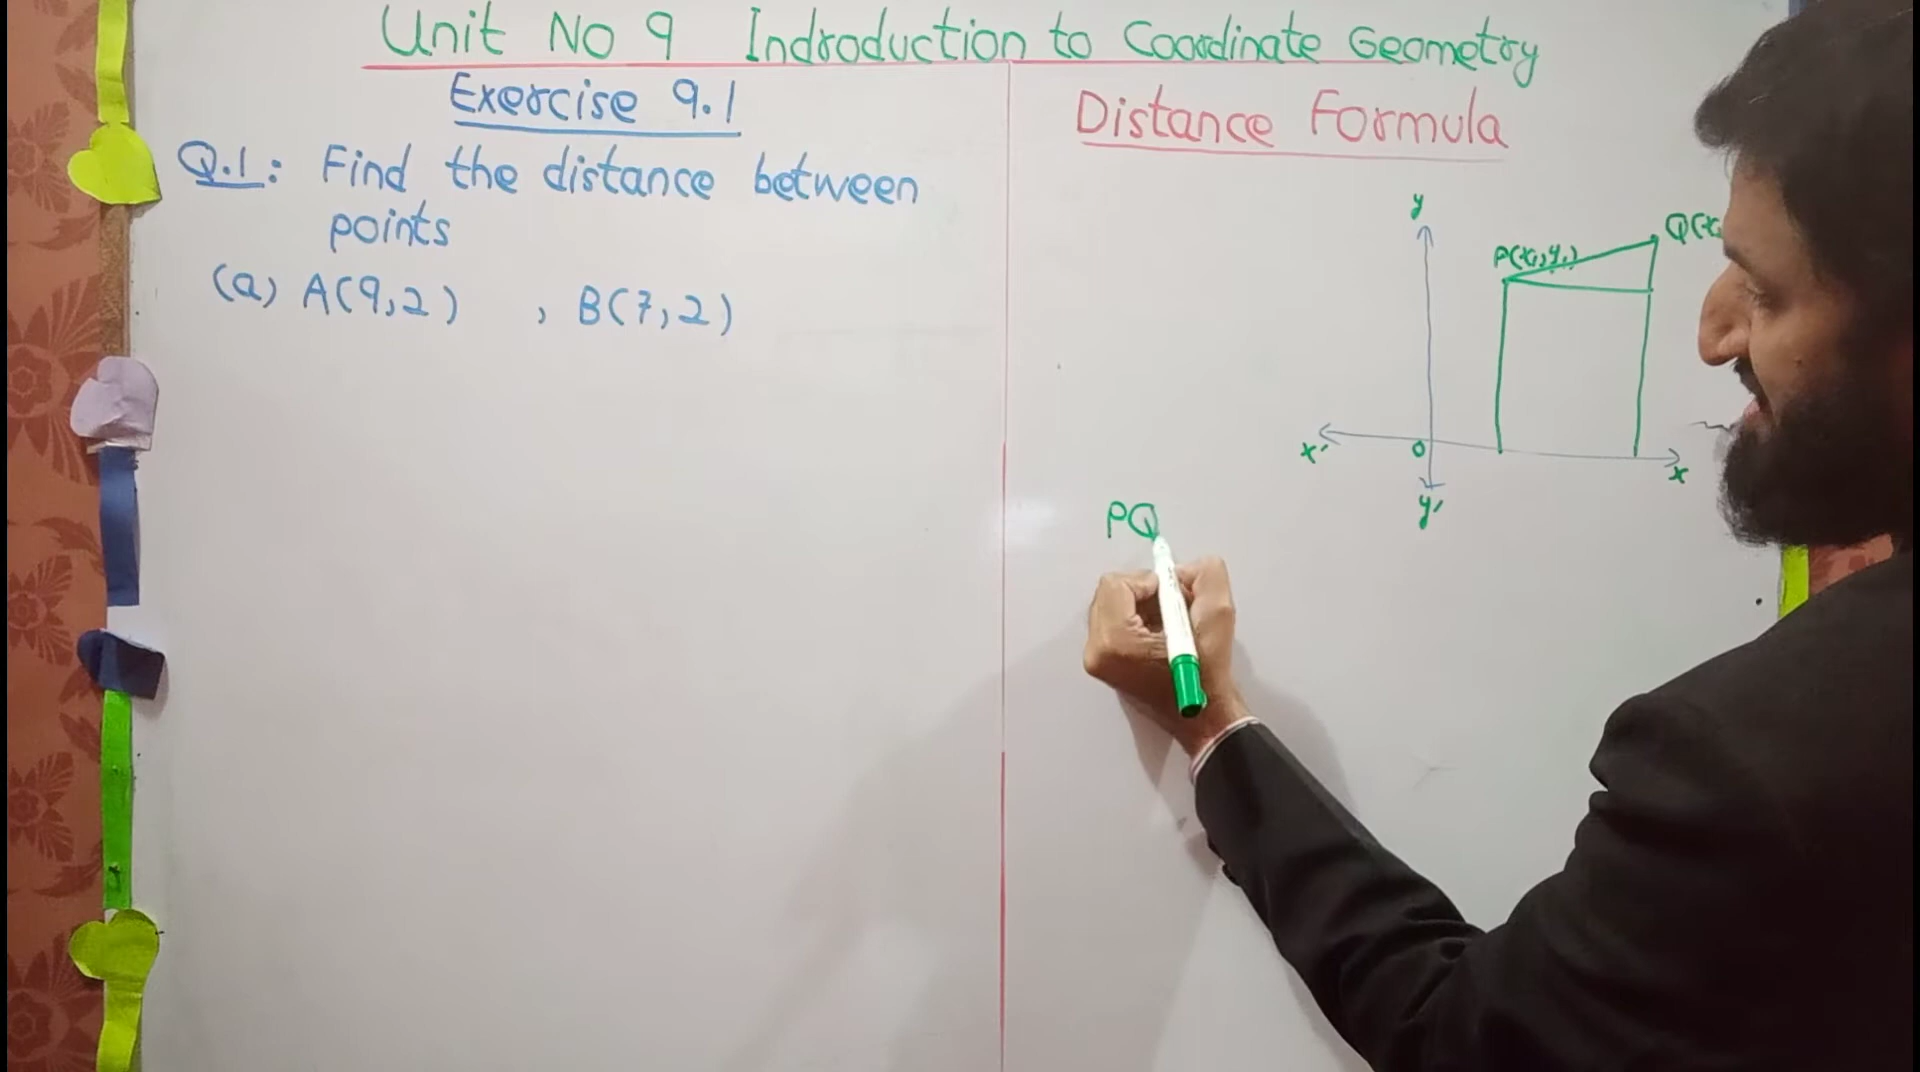 Unit No 9 Indroduction to Coordinate Geometry
Exercise 9.1
Q.1: Find the distance between
points
(a) A(9,2) , B(7,2)
Distance Formula
y
Q(x
P(x₁,y₁)
x'
0
x
y'
PQ